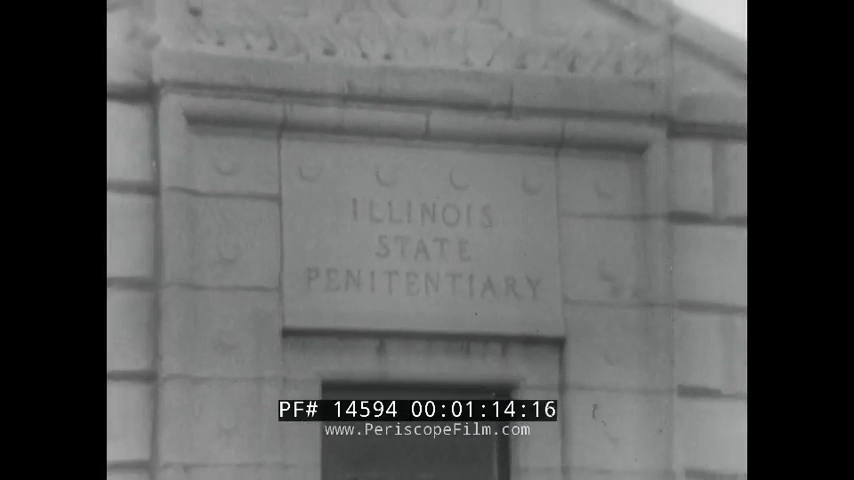 ILLINOIS
STATE
PENITENTIARY
PF# 14594 00:01:14:16
www.PeriscopeFilm.com